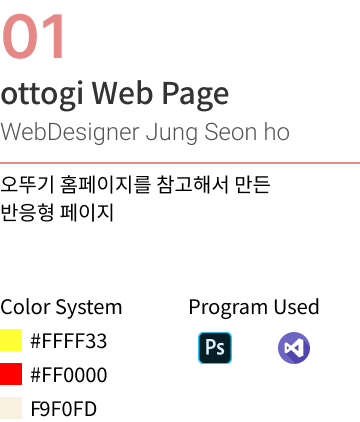 01
ottogi Web Page
WebDesigner Jung Seon ho
오뚜기 홈페이지를 참고해서 만든
반응형 페이지
Color System
Program Used
#FFFF33
Ps
#FF0000
F9F0FD